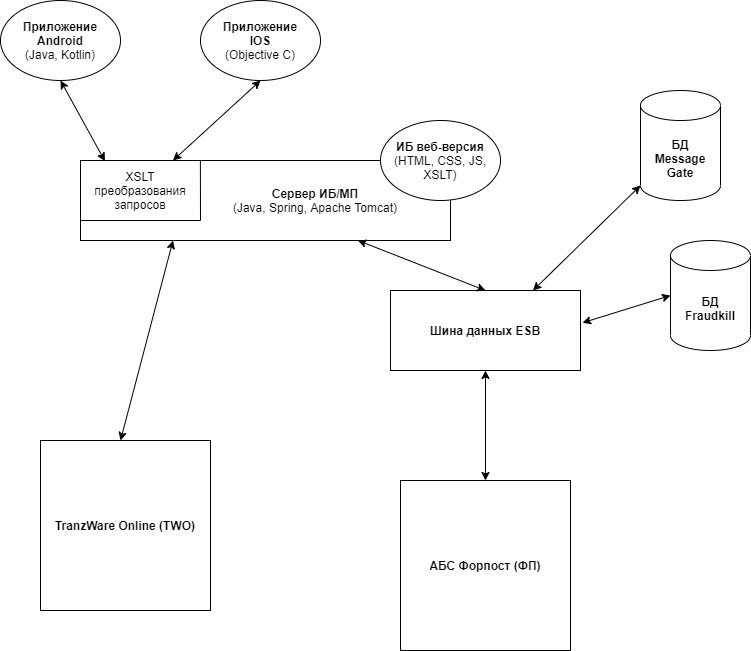 Приложение
Android
(Java, Kotlin)
Приложение
IOS
(Objective C)
ИБ веб-версия
(HTML, CSS, JS,
XSLT)
XSLT
преобразования
запросов
Сервер ИБ/МП
(Java, Spring, Apache Tomcat)
БД
Message
Gate
БД
Fraudkill
Шина данных ESB
TranzWare Online (TWO)
АБС Форпост (ФП)